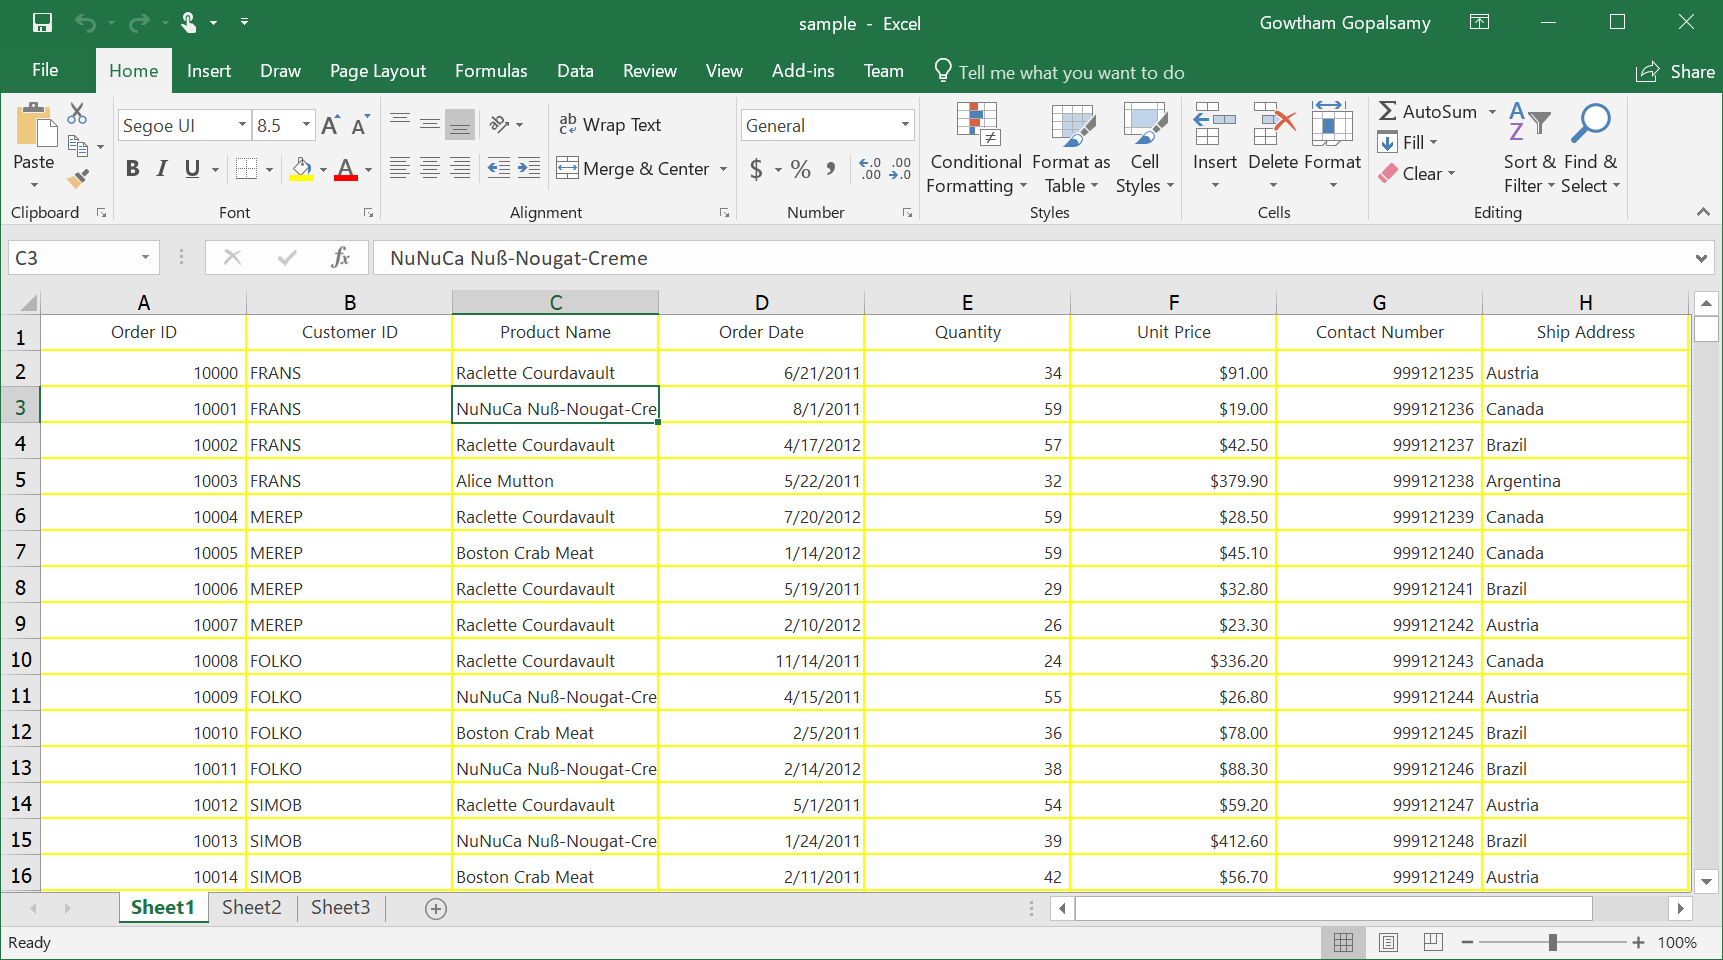 sample - Excel
Gowtham Gopalsamy
File Home Insert Draw Page Layout Formulas Data Review View Add-ins Team Tell me what you want to do Share
Segoe UI 8.5 A A ab c Wrap Text General AutoSum A Z
Paste B I U A Merge & Center $ % , .0 .00 .00 .0 Conditional Formatting Format as Table Cell Styles Insert Delete Format Fill Clear Sort & Filter Find & Select
Clipboard Font Alignment Number Styles Cells Editing
C3 fx NuNuCa Nuß-Nougat-Creme
A B C D E F G H
1 Order ID Customer ID Product Name Order Date Quantity Unit Price Contact Number Ship Address
2 10000 FRANS Raclette Courdavault 6/21/2011 34 $91.00 999121235 Austria
3 10001 FRANS NuNuCa Nuß-Nougat-Cre 8/1/2011 59 $19.00 999121236 Canada
4 10002 FRANS Raclette Courdavault 4/17/2012 57 $42.50 999121237 Brazil
5 10003 FRANS Alice Mutton 5/22/2011 32 $379.90 999121238 Argentina
6 10004 MEREP Raclette Courdavault 7/20/2012 59 $28.50 999121239 Canada
7 10005 MEREP Boston Crab Meat 1/14/2012 59 $45.10 999121240 Canada
8 10006 MEREP Raclette Courdavault 5/19/2011 29 $32.80 999121241 Brazil
9 10007 MEREP Raclette Courdavault 2/10/2012 26 $23.30 999121242 Austria
10 10008 FOLKO Raclette Courdavault 11/14/2011 24 $336.20 999121243 Canada
11 10009 FOLKO NuNuCa Nuß-Nougat-Cre 4/15/2011 55 $26.80 999121244 Austria
12 10010 FOLKO Boston Crab Meat 2/5/2011 36 $78.00 999121245 Brazil
13 10011 FOLKO NuNuCa Nuß-Nougat-Cre 2/14/2012 38 $88.30 999121246 Brazil
14 10012 SIMOB Raclette Courdavault 5/1/2011 54 $59.20 999121247 Austria
15 10013 SIMOB NuNuCa Nuß-Nougat-Cre 1/24/2011 39 $412.60 999121248 Brazil
16 10014 SIMOB Boston Crab Meat 2/11/2011 42 $56.70 999121249 Austria
Sheet1 Sheet2 Sheet3
Ready 100%